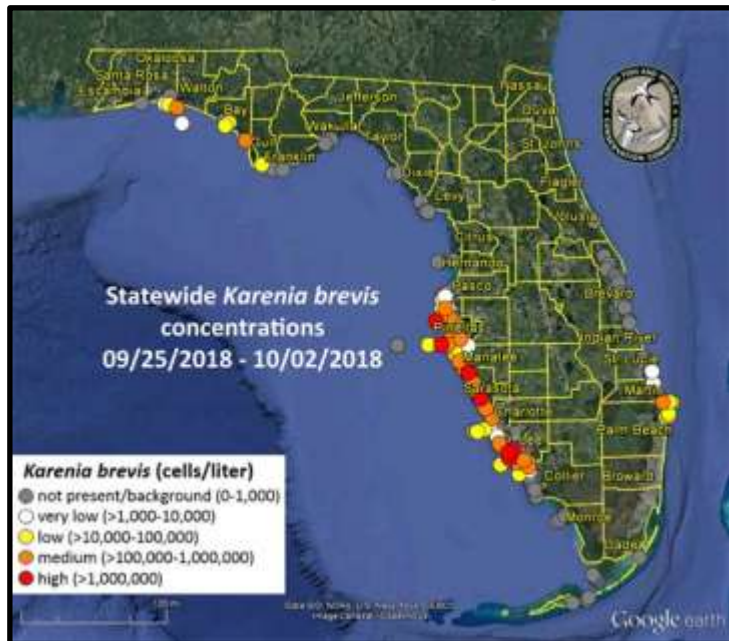 Okaloosa
Santa Rosa
Walton
Escambia
Bay
Jefferson
Nassau
Duval
Wakulla
Taylor
Gulf
Franklin
St Johns
Dixie
Flagler
Levy
Volusia
Citrus
Hernando
Pasco
Brevard
Statewide Karenia brevis
concentrations
09/25/2018 - 10/02/2018
Pinellas
Indian River
Manatee
St Lucie
Sarasota
Martin
Charlotte
Palm Beach
Lee
Karenia brevis (cells/liter)
not present/background (0-1,000)
very low (>1,000-10,000)
low (>10,000-100,000)
medium (>100,000-1,000,000)
high (>1,000,000)
Collier
Broward
Monroe
Dade
Google earth